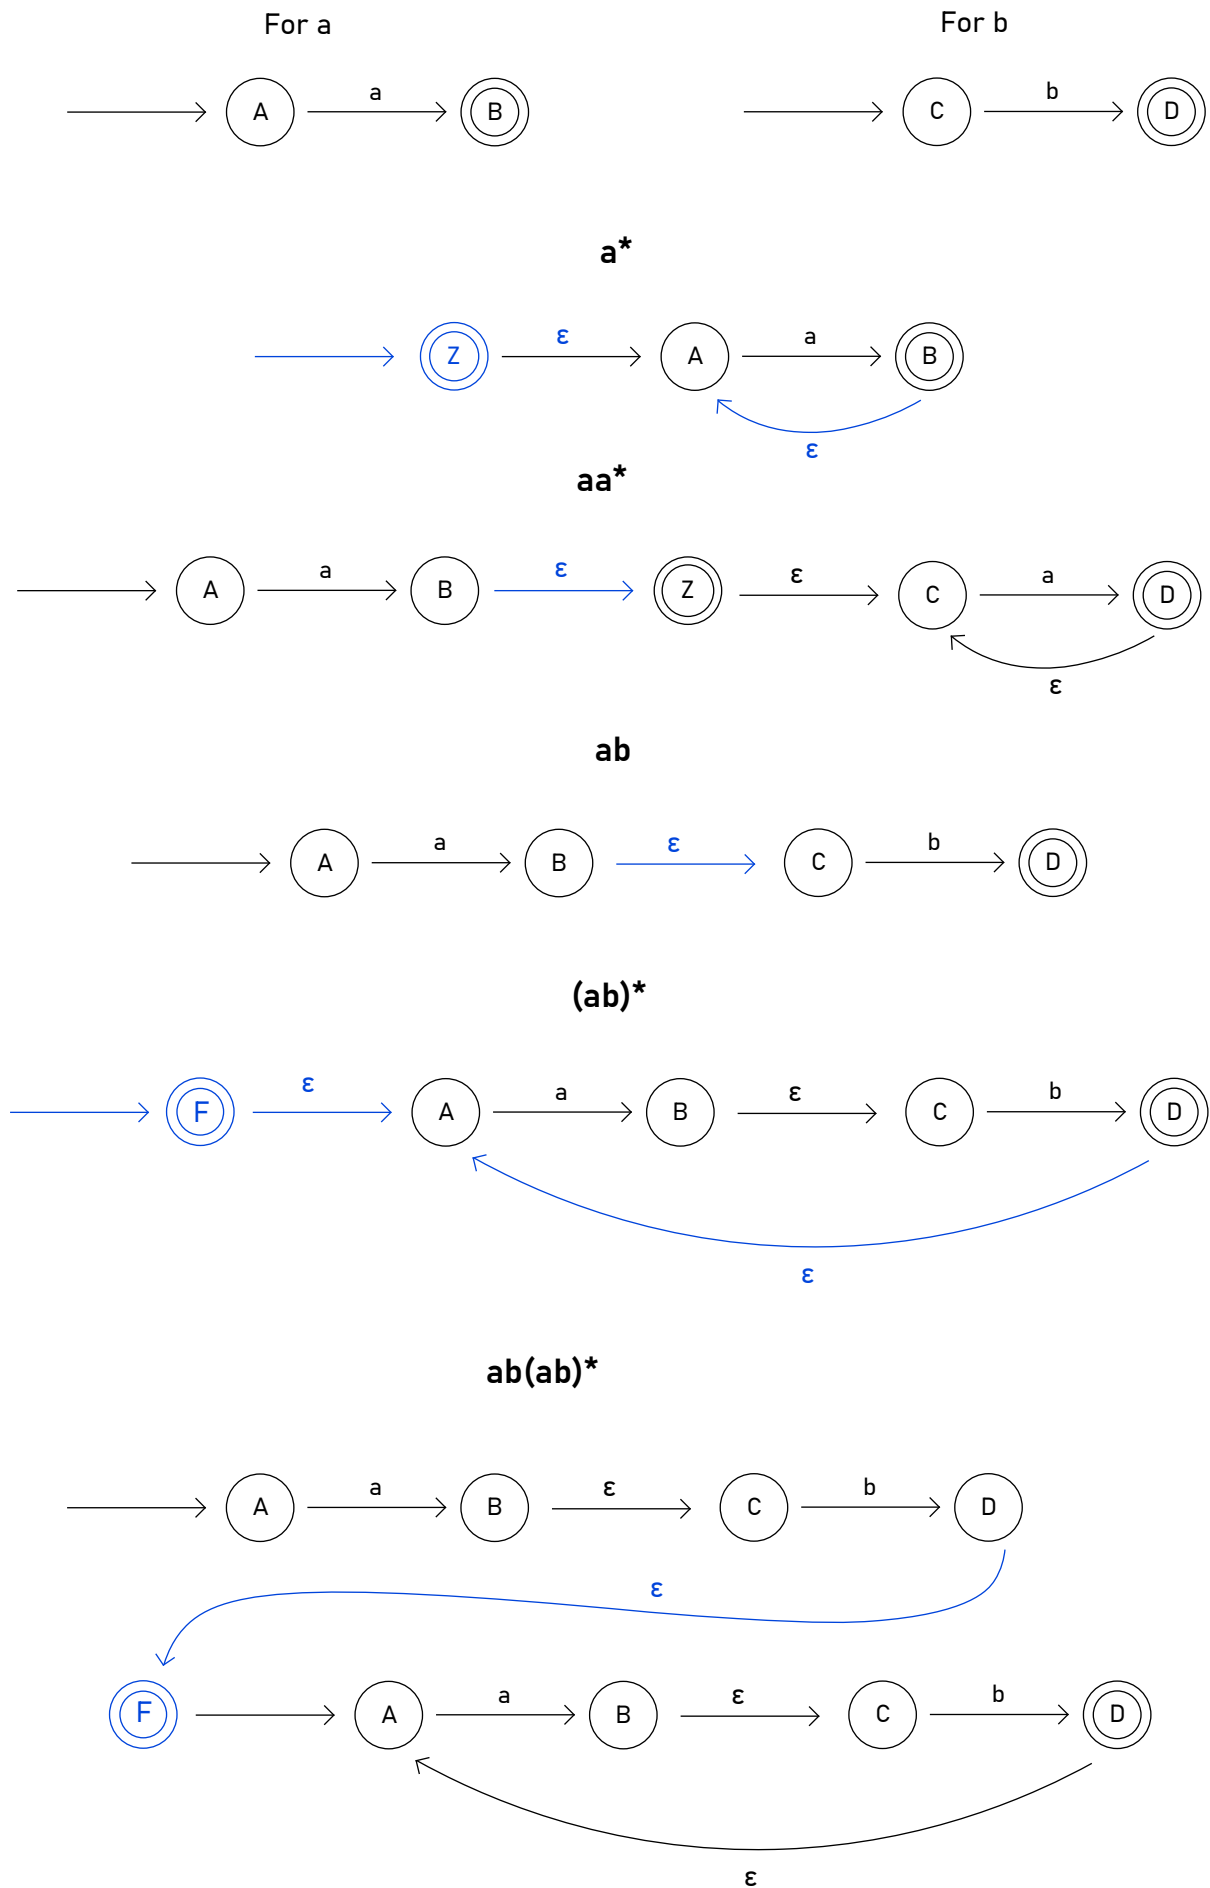 For a For b
a b
A B C D
a*
ε a
Z A B
ε
aa*
a ε ε a
A B Z C D
ε
ab
a ε b
A B C D
(ab)*
ε a ε b
F A B C D
ε
ab(ab)*
a ε b
A B C D
ε
a ε b
F A B C D
ε